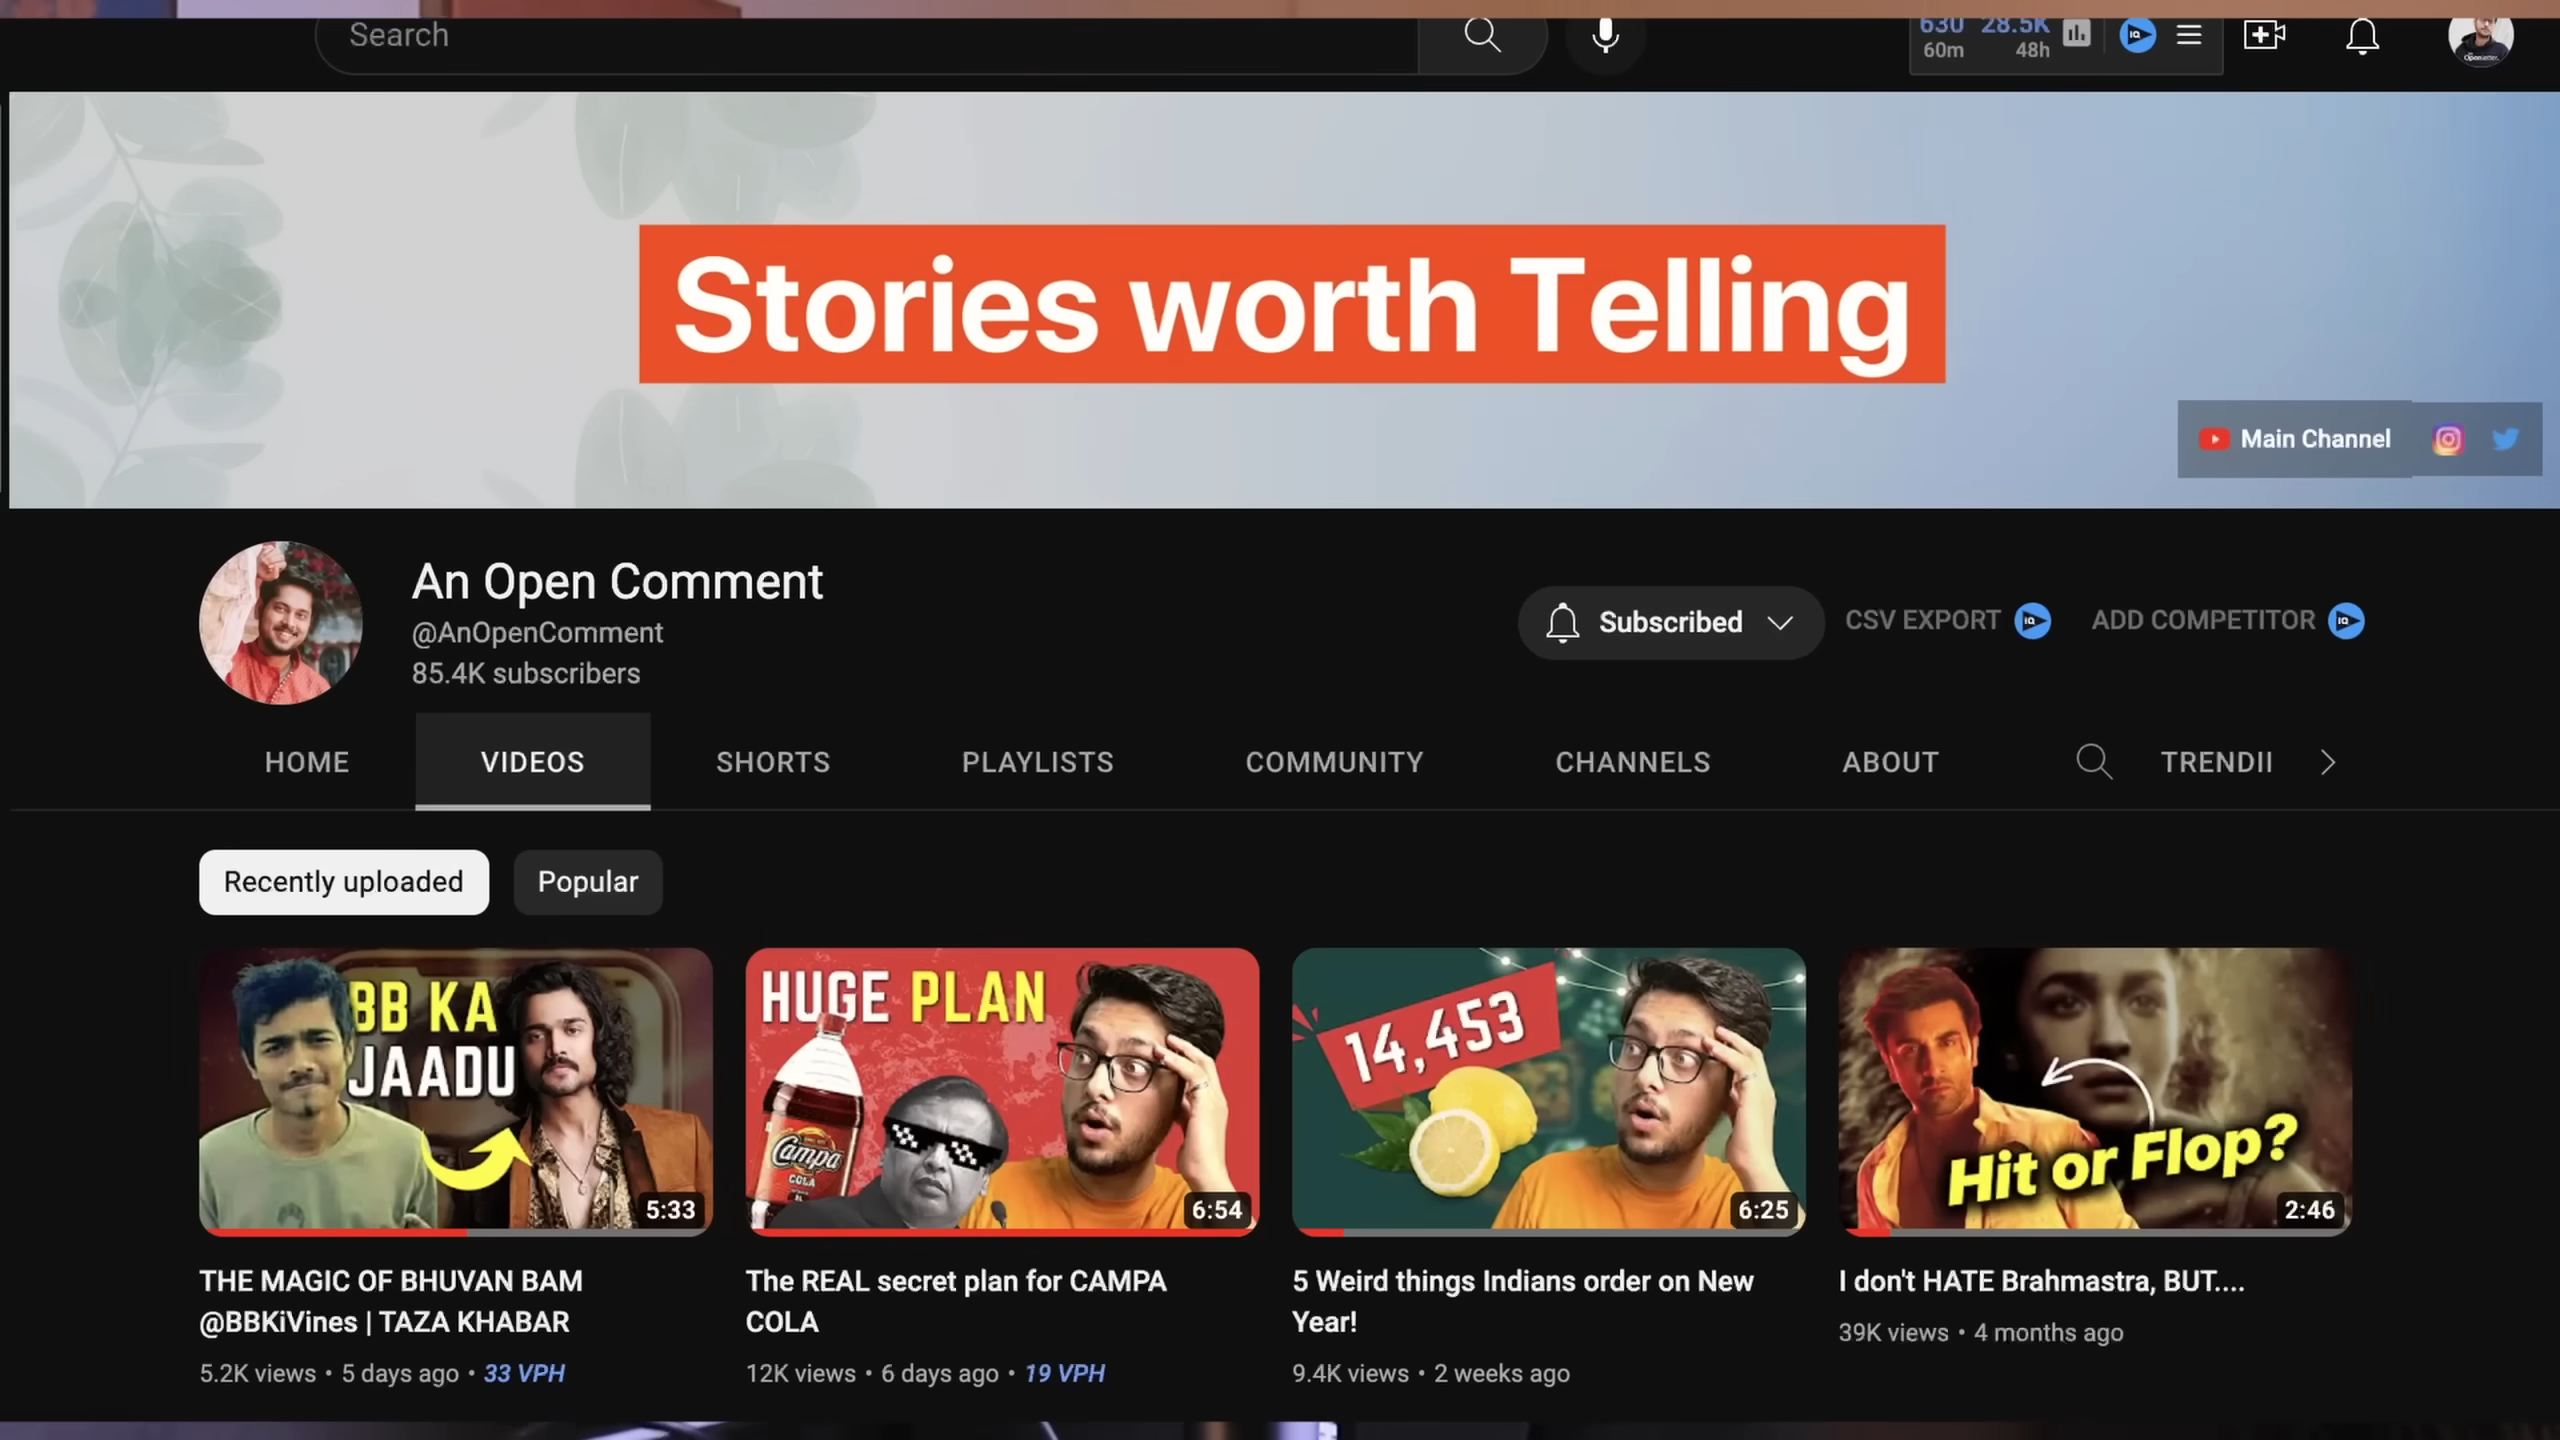 Search
630 28.5K
60m 48h
Stories worth Telling
Main Channel
An Open Comment
@AnOpenComment
85.4K subscribers
Subscribed
CSV EXPORT
ADD COMPETITOR
HOME VIDEOS SHORTS PLAYLISTS COMMUNITY CHANNELS ABOUT TRENDII
Recently uploaded Popular
BB KA
JAADU
5:33
THE MAGIC OF BHUVAN BAM
@BBKiVines | TAZA KHABAR
5.2K views • 5 days ago • 33 VPH
HUGE PLAN
Campa
COLA
6:54
The REAL secret plan for CAMPA
COLA
12K views • 6 days ago • 19 VPH
14,453
6:25
5 Weird things Indians order on New
Year!
9.4K views • 2 weeks ago
Hit or Flop?
2:46
I don't HATE Brahmastra, BUT....
39K views • 4 months ago